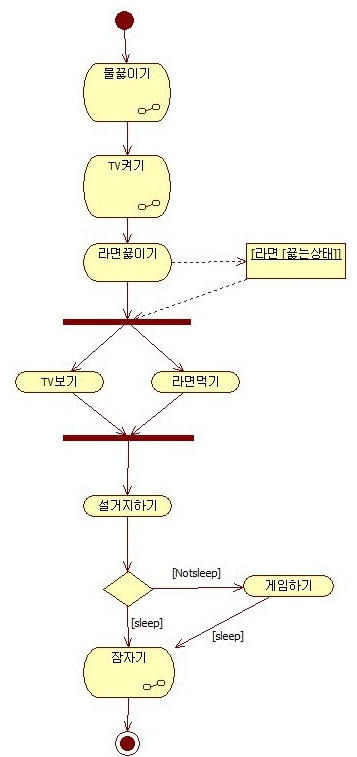 물끓이기
TV켜기
라면끓이기
[라면 [끓는상태]]
TV보기
라면먹기
설거지하기
[Notsleep]
게임하기
[sleep]
[sleep]
잠자기